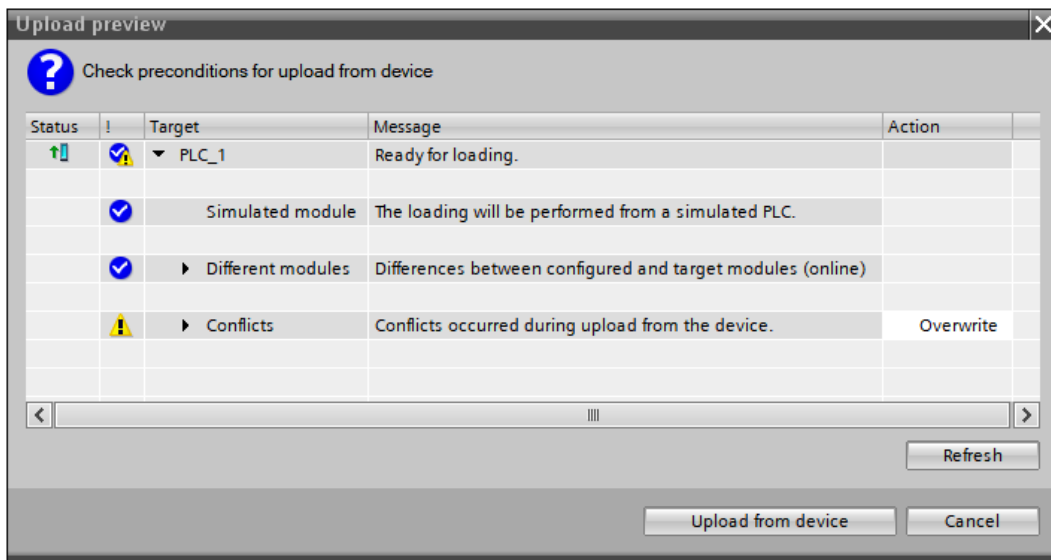 Upload preview
Check preconditions for upload from device
Status ! Target Message Action
PLC_1 Ready for loading.
Simulated module The loading will be performed from a simulated PLC.
Different modules Differences between configured and target modules (online)
Conflicts Conflicts occurred during upload from the device. Overwrite
Refresh
Upload from device Cancel